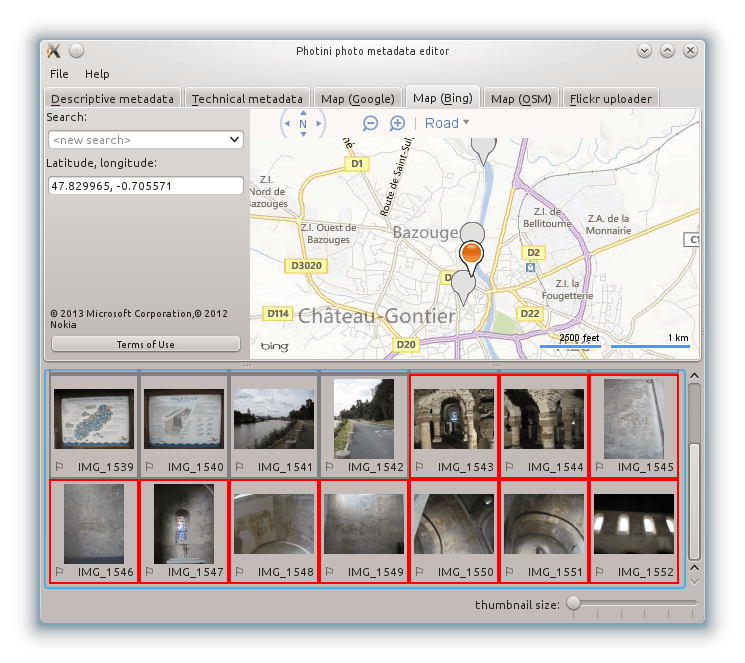 Photini photo metadata editor
File Help
Descriptive metadata Technical metadata Map (Google) Map (Bing) Map (OSM) Flickr uploader
Search:
<new search>
Latitude, longitude:
47.829965, -0.705571
© 2013 Microsoft Corporation,© 2012
Nokia
Terms of Use
N Road
né
D1
Route de Saint-Sul
Z.I.
Nord de
Bazouges
Z.I. Ouest de
Bazouges
Bazouge
Z.I. de
Bellitourne
Z.A. de la
Monnairie
C1
D2
D3020
Z.I. la
Fougetterie
D114
Château-Gontier
D22
D20
bing
2500 feet 1 km
IMG_1539 IMG_1540 IMG_1541 IMG_1542 IMG_1543 IMG_1544 IMG_1545
IMG_1546 IMG_1547 IMG_1548 IMG_1549 IMG_1550 IMG_1551 IMG_1552
thumbnail size: